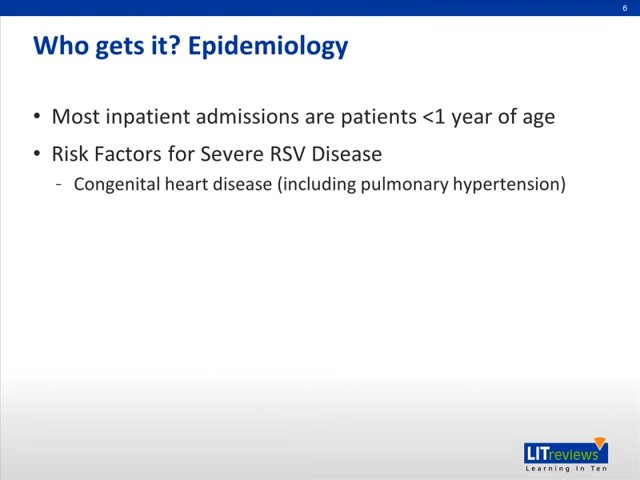 6
Who gets it? Epidemiology
• Most inpatient admissions are patients <1 year of age
• Risk Factors for Severe RSV Disease
- Congenital heart disease (including pulmonary hypertension)
LITreviews
Learning In Ten